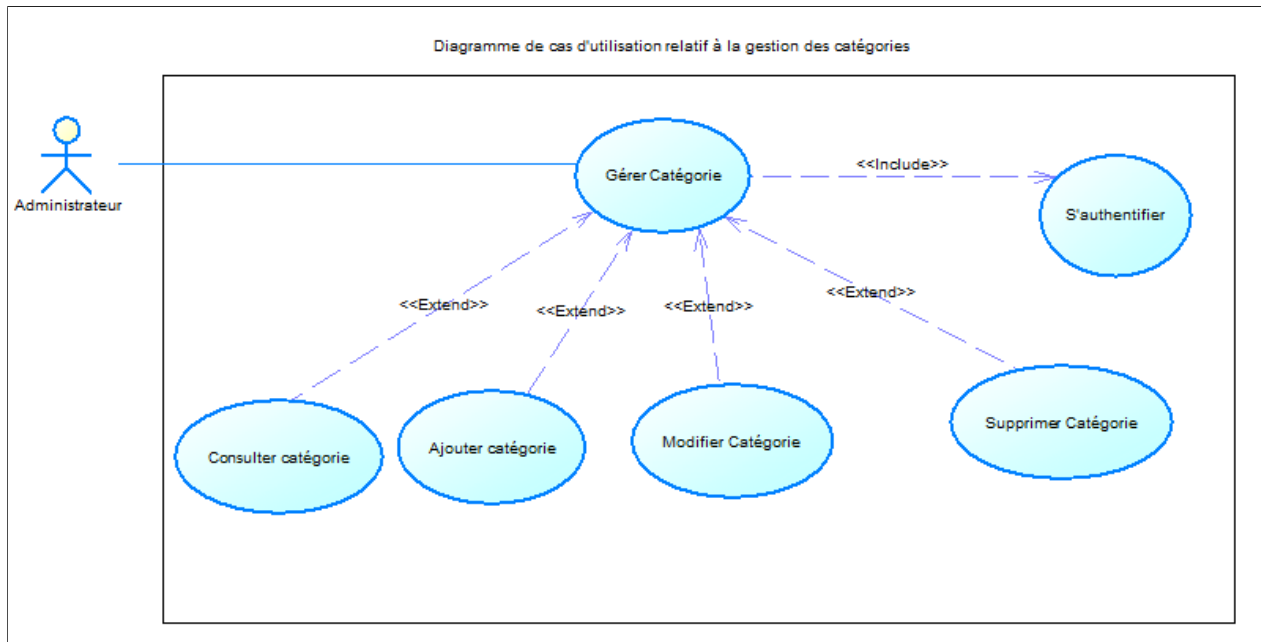 Diagramme de cas d'utilisation relatif à la gestion des catégories
Administrateur
Gérer Catégorie
<<Include>>
S'authentifier
<<Extend>>
<<Extend>>
<<Extend>>
<<Extend>>
Consulter catégorie
Ajouter catégorie
Modifier Catégorie
Supprimer Catégorie